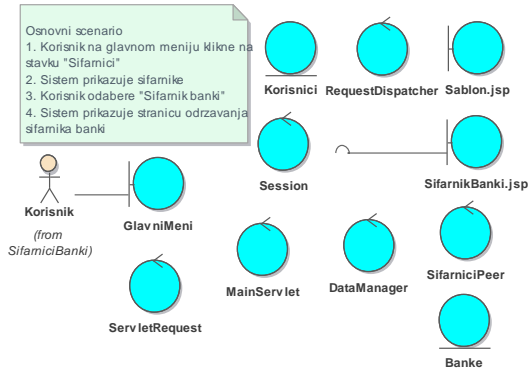 Osnovni scenario
1. Korisnik na glavnom meniju klikne na
stavku "Sifarnici"
2. Sistem prikazuje sifarnike
3. Korisnik odabere "Sifarnik banki"
4. Sistem prikazuje stranicu odrzavanja
sifarnika banki
Korisnici
RequestDispatcher
Sablon.jsp
Session
SifarnikBanki.jsp
Korisnik
(from
SifarniciBanki)
GlavniMeni
MainServlet
DataManager
SifarniciPeer
ServletRequest
Banke